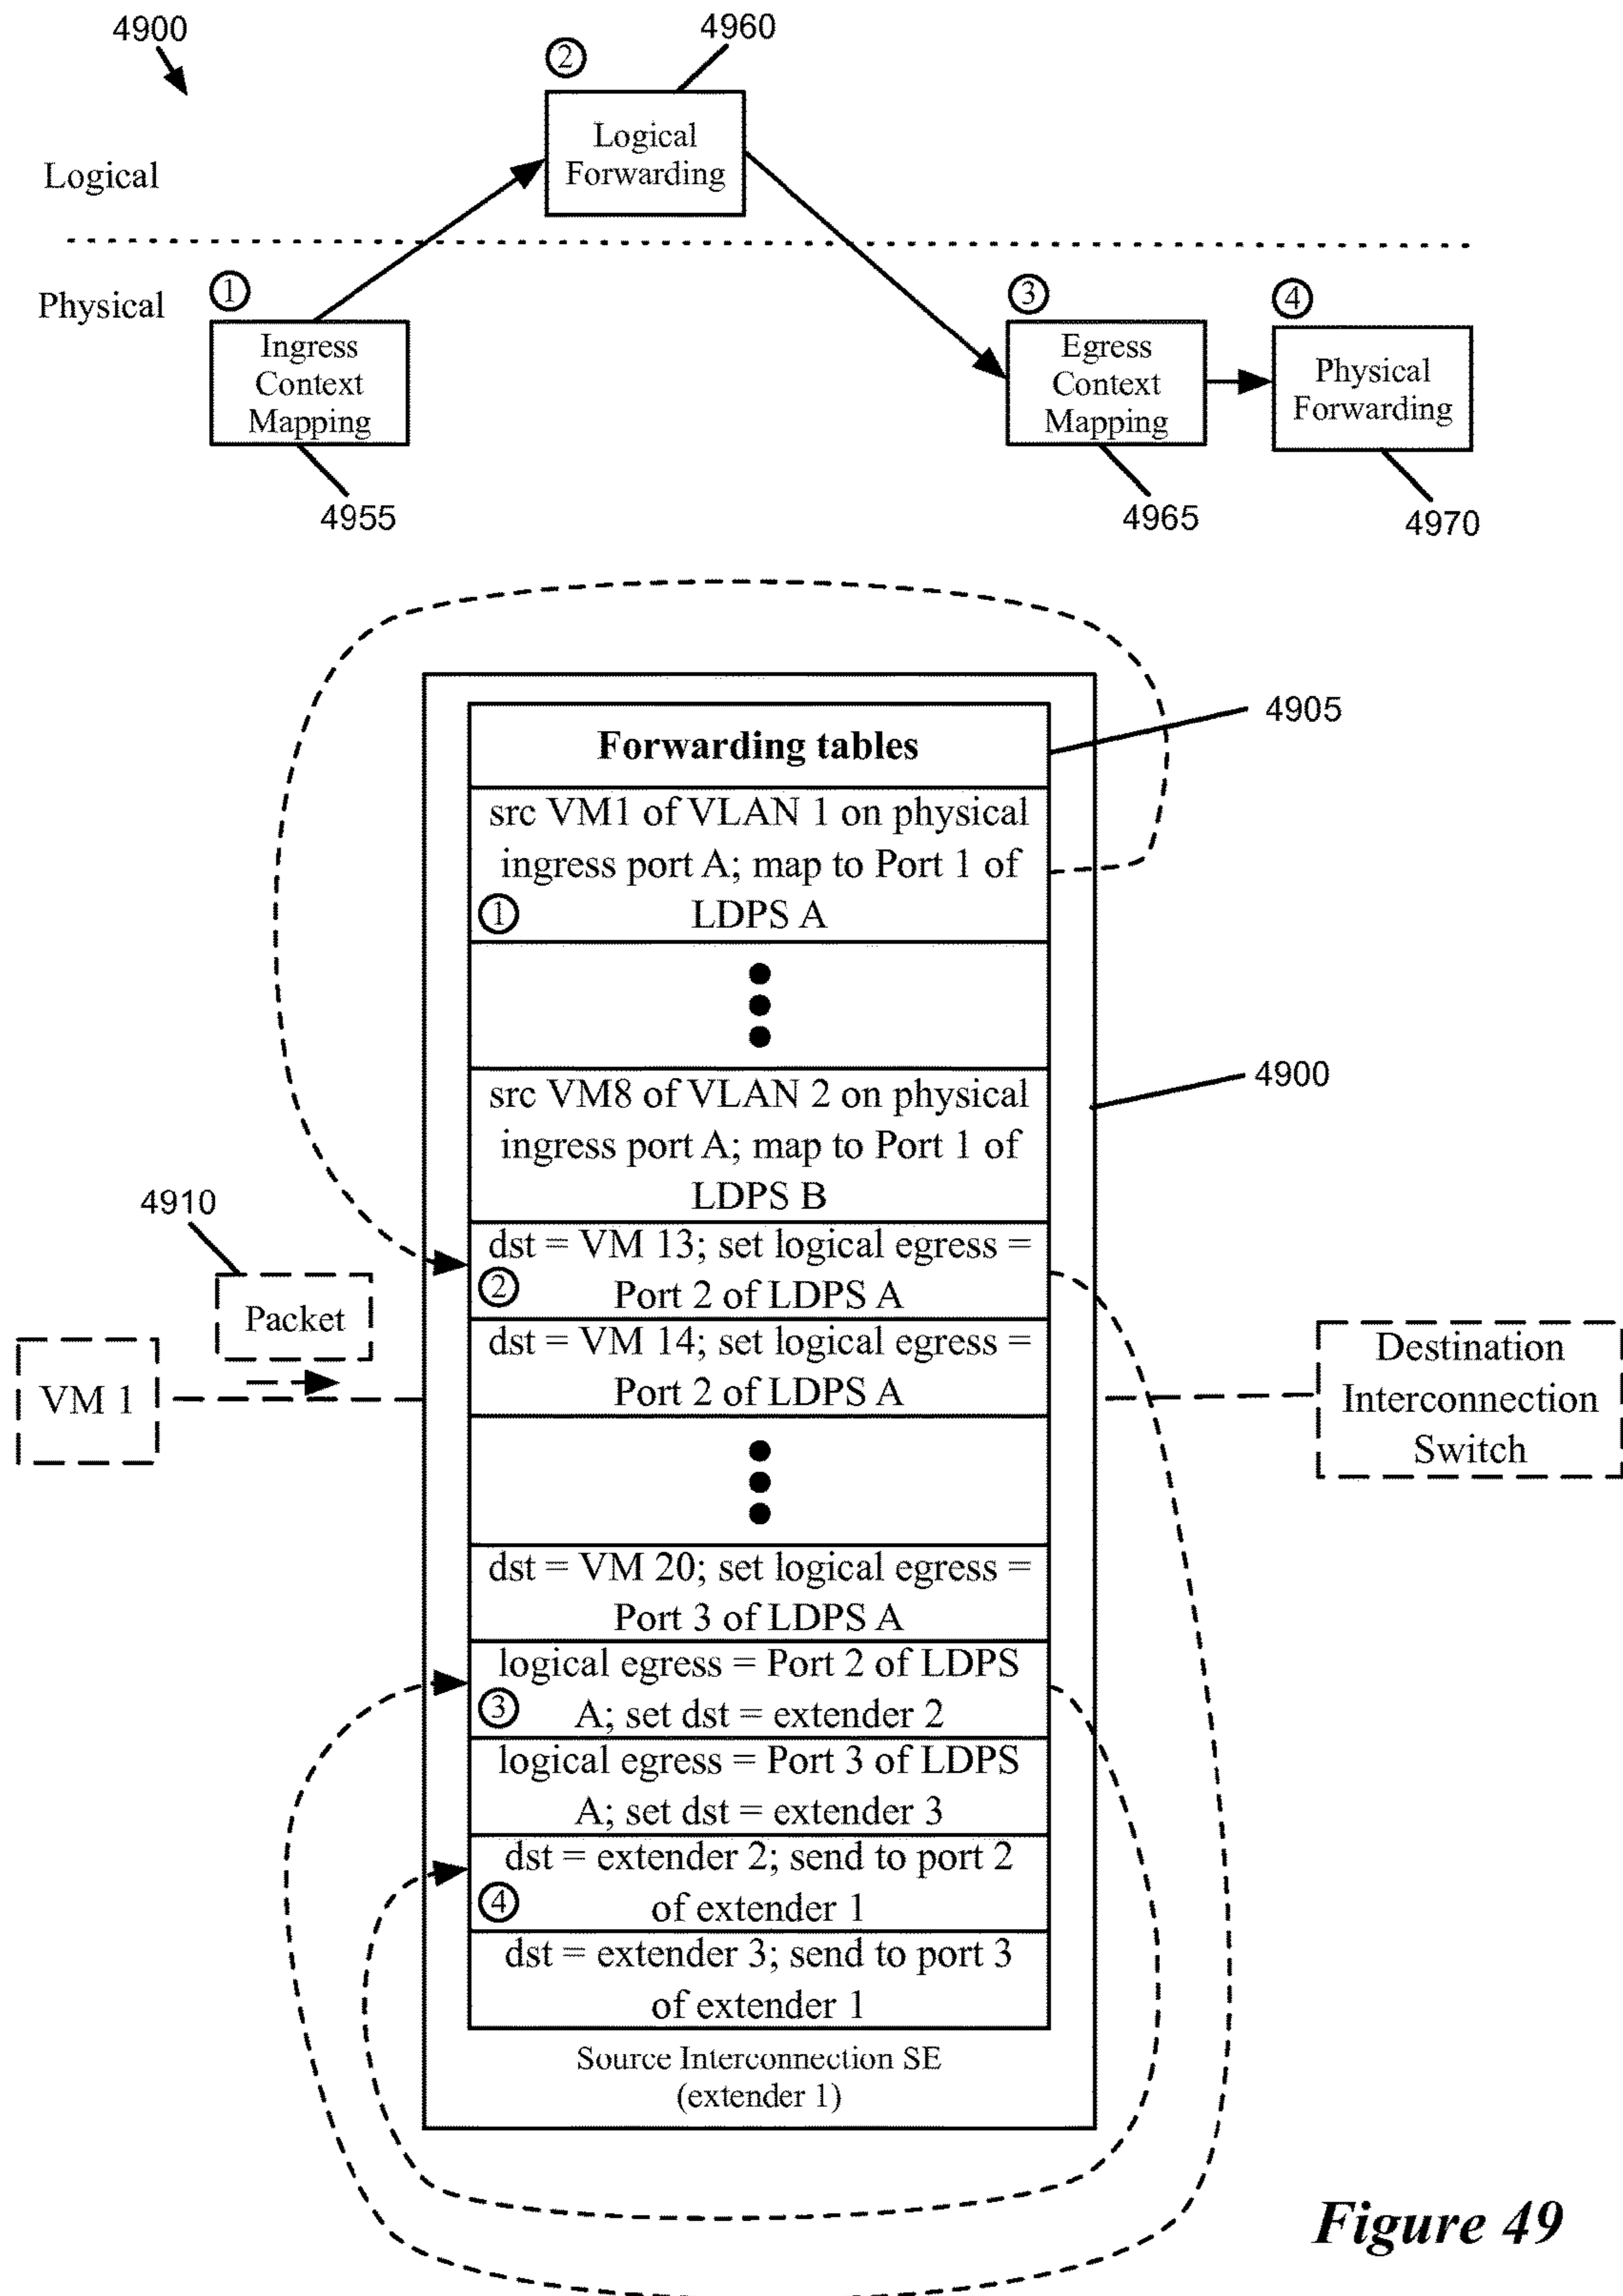 4900
4960
②
Logical
Forwarding
Logical
Physical
①
Ingress
Context
Mapping
③
Egress
Context
Mapping
④
Physical
Forwarding
4955
4965
4970
4905
Forwarding tables
src VM1 of VLAN 1 on physical
ingress port A; map to Port 1 of
① LDPS A
4900
src VM8 of VLAN 2 on physical
ingress port A; map to Port 1 of
LDPS B
4910
Packet
VM 1
dst = VM 13; set logical egress =
② Port 2 of LDPS A
dst = VM 14; set logical egress =
Port 2 of LDPS A
Destination
Interconnection
Switch
dst = VM 20; set logical egress =
Port 3 of LDPS A
logical egress = Port 2 of LDPS
③ A; set dst = extender 2
logical egress = Port 3 of LDPS
A; set dst = extender 3
dst = extender 2; send to port 2
④ of extender 1
dst = extender 3; send to port 3
of extender 1
Source Interconnection SE
(extender 1)
Figure 49